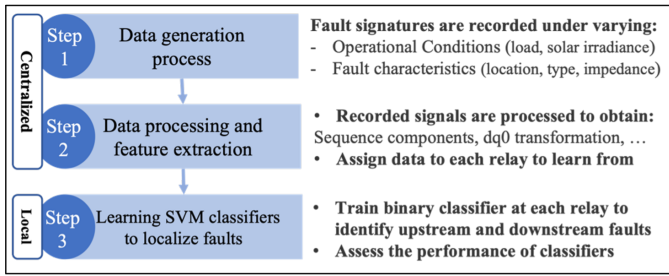 Centralized
Step
1
Data generation
process
Fault signatures are recorded under varying:
- Operational Conditions (load, solar irradiance)
- Fault characteristics (location, type, impedance)
Step
2
Data processing and
feature extraction
• Recorded signals are processed to obtain:
Sequence components, dq0 transformation, …
• Assign data to each relay to learn from
Local
Step
3
Learning SVM classifiers
to localize faults
• Train binary classifier at each relay to
identify upstream and downstream faults
• Assess the performance of classifiers